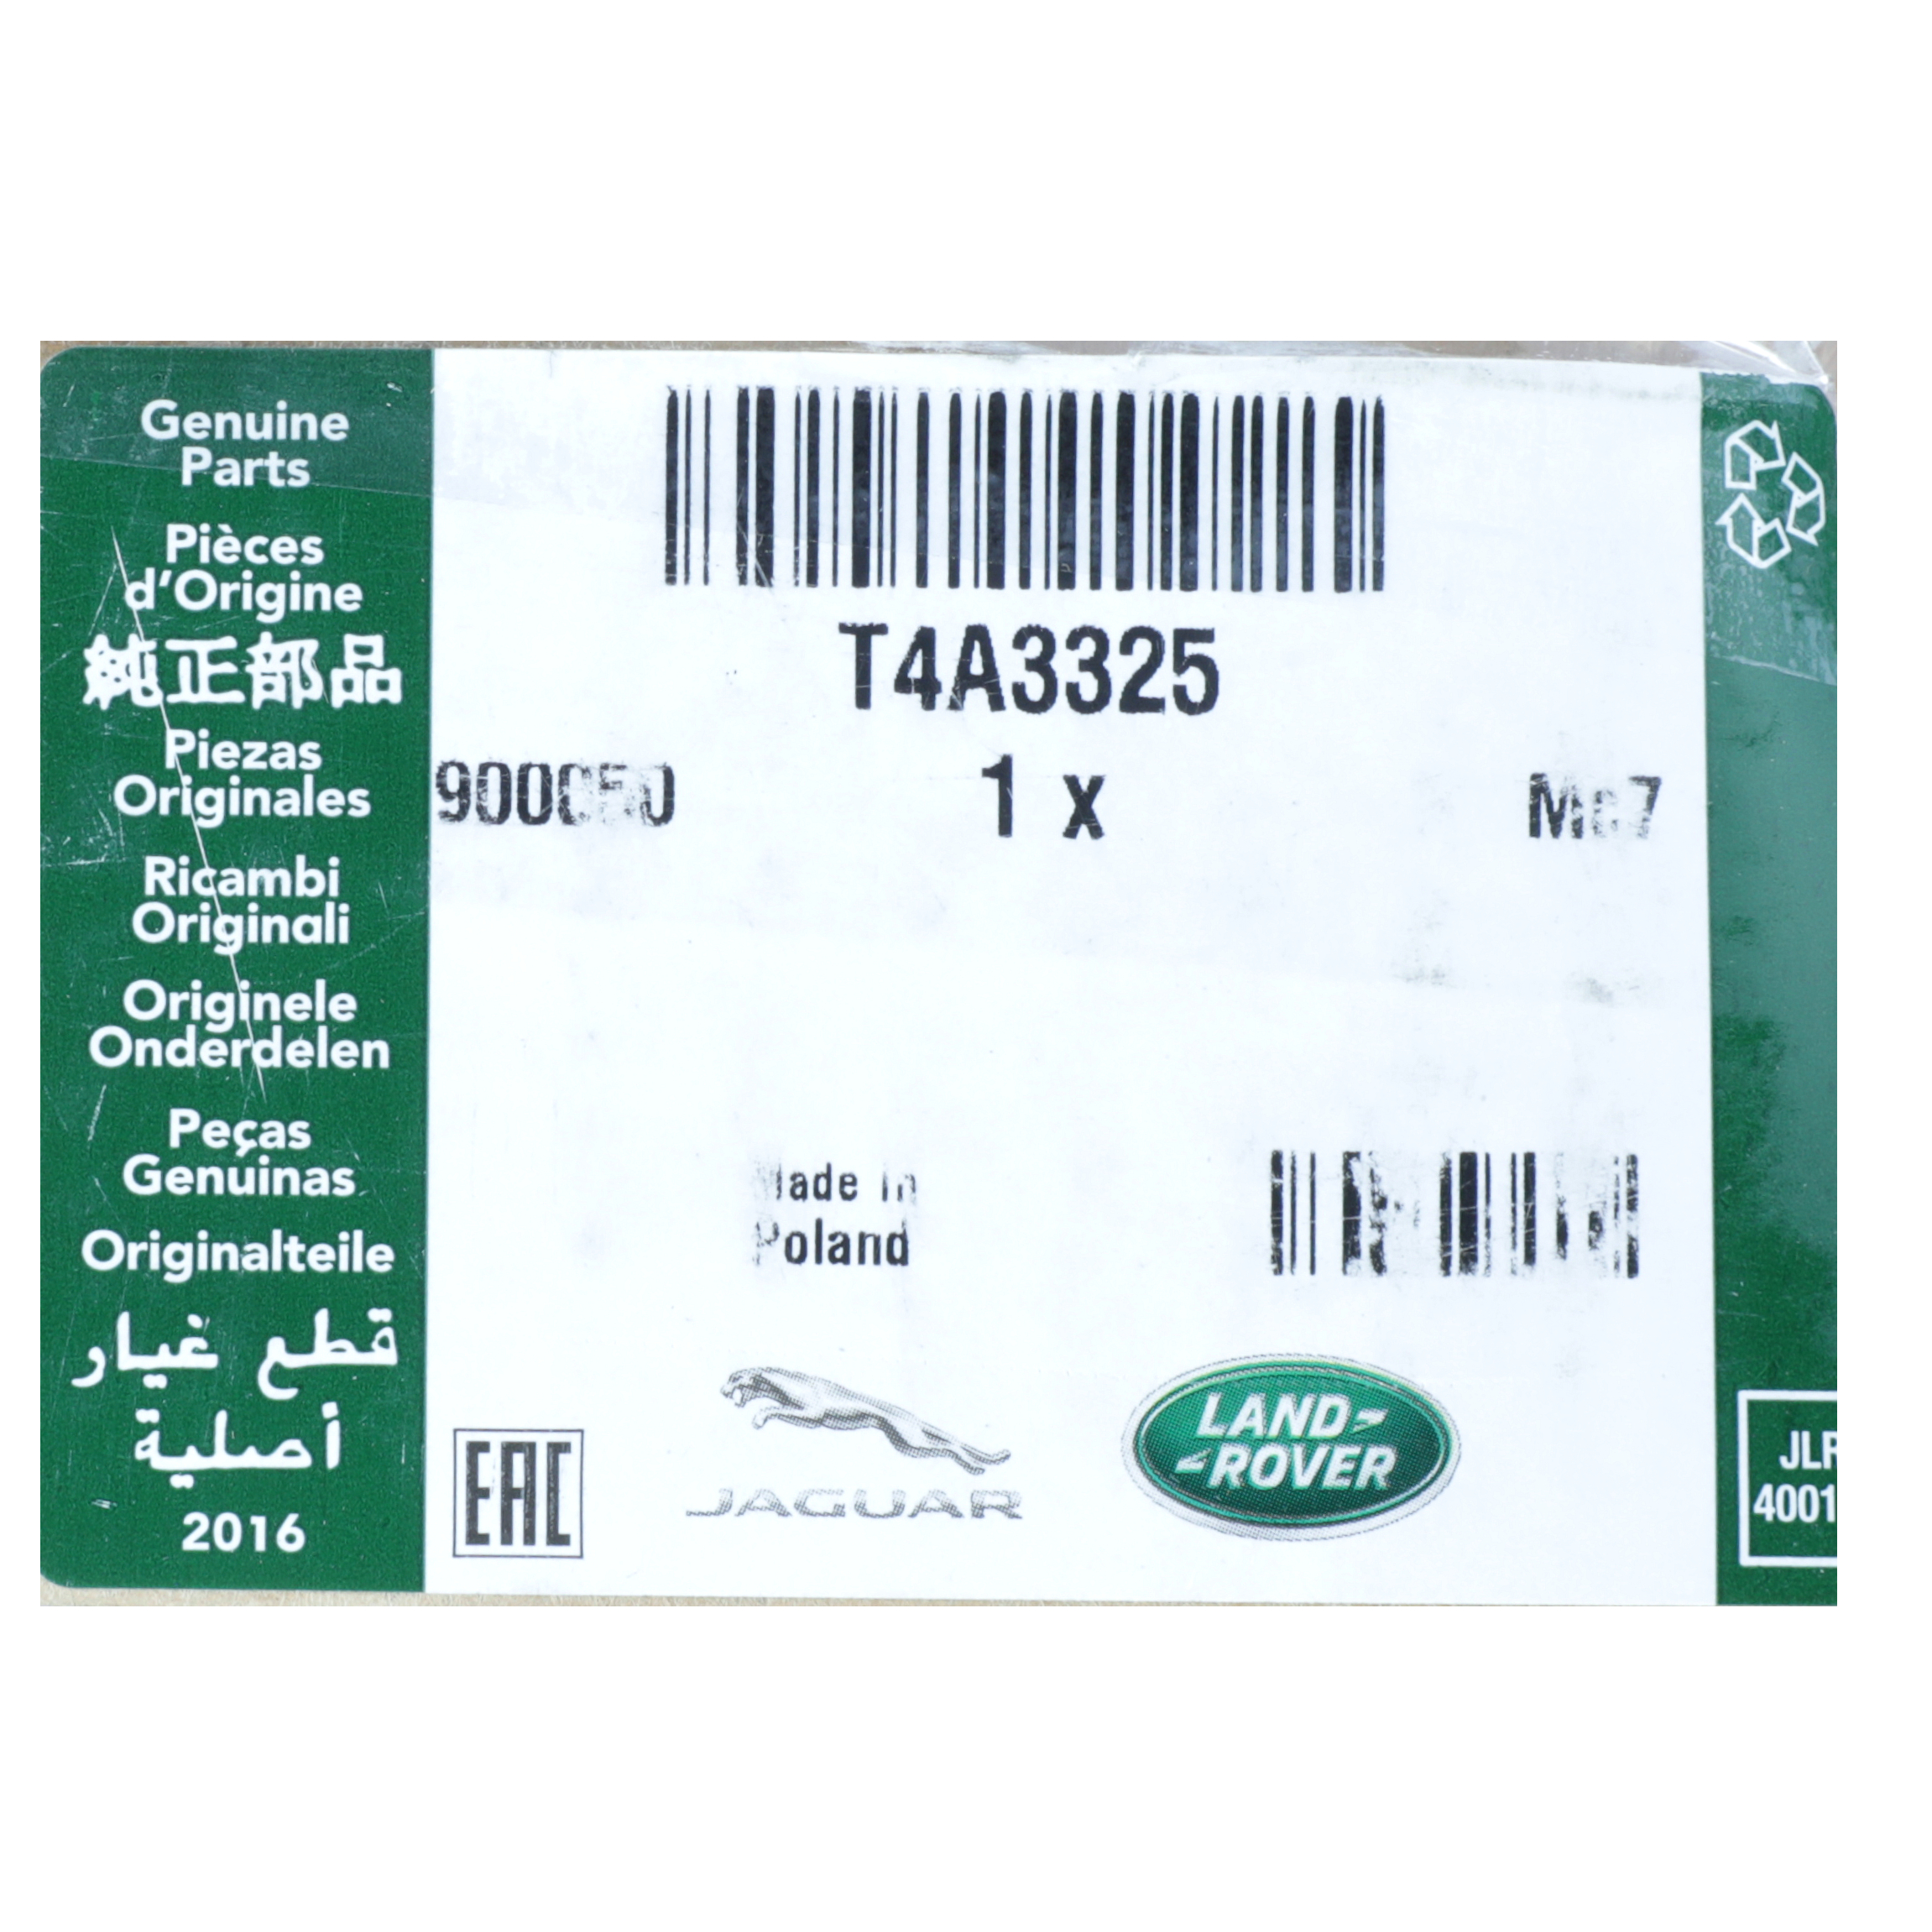 Genuine
Parts
Pièces
d'Origine
純正部品
Piezas
Originales
Ricambi
Originali
Originele
Onderdelen
Peças
Genuinas
Originalteile
قطع غيار
أصلية
2016
T4A3325
1 x
Made in
Poland
EAC
JAGUAR
LAND
ROVER
JLR
4001